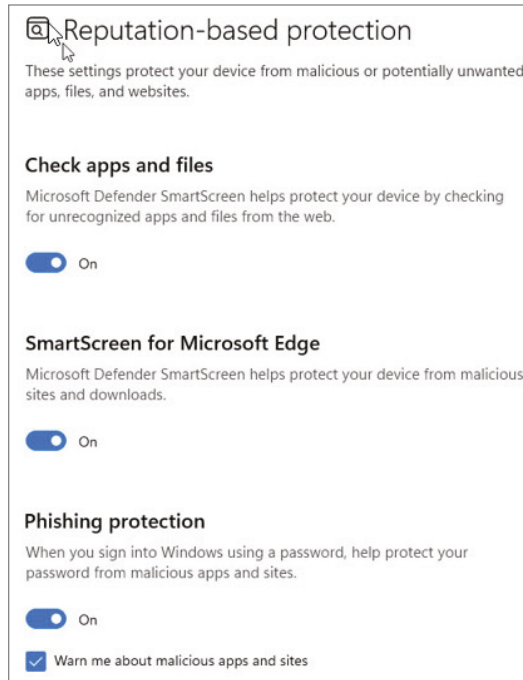 Reputation-based protection
These settings protect your device from malicious or potentially unwanted
apps, files, and websites.
Check apps and files
Microsoft Defender SmartScreen helps protect your device by checking
for unrecognized apps and files from the web.
On
SmartScreen for Microsoft Edge
Microsoft Defender SmartScreen helps protect your device from malicious
sites and downloads.
On
Phishing protection
When you sign into Windows using a password, help protect your
password from malicious apps and sites.
On
Warn me about malicious apps and sites